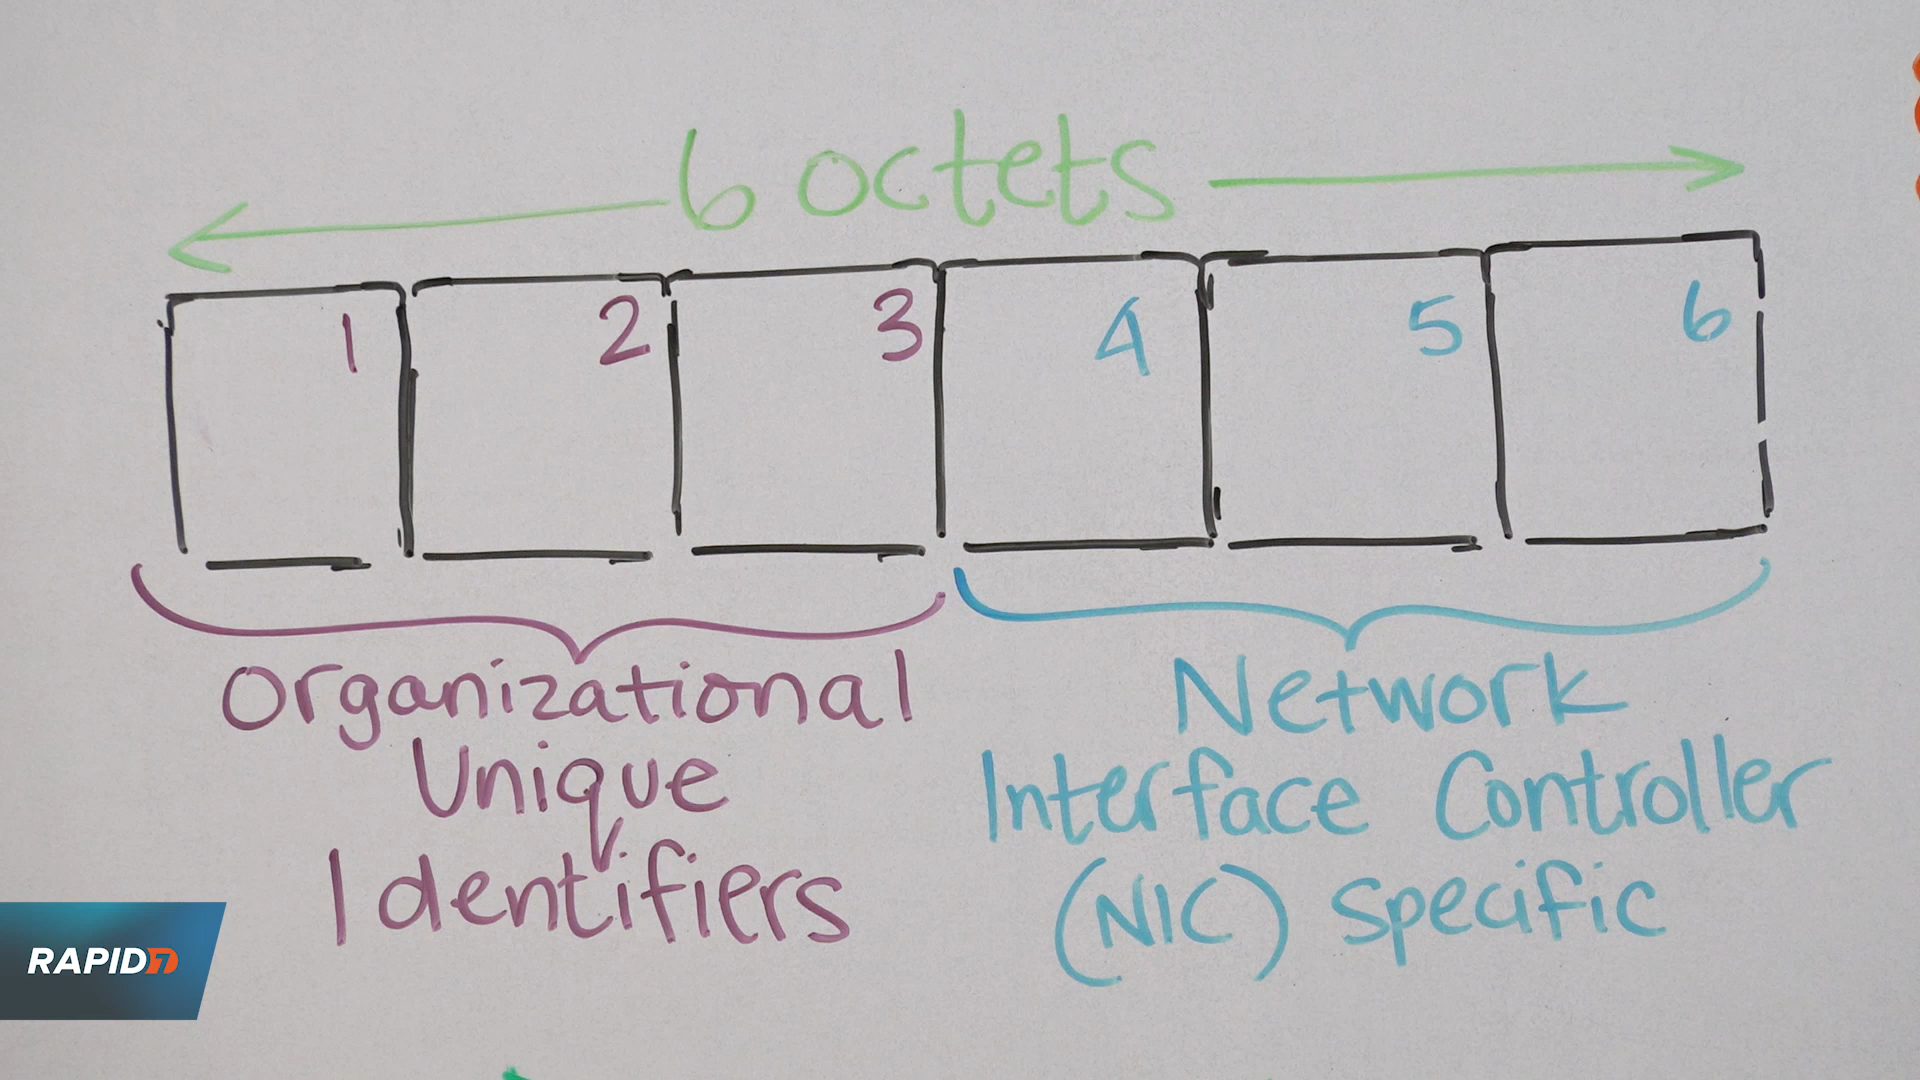 6 octets
1 2 3 4 5 6
Organizational
Unique
Identifiers
Network
Interface Controller
(NIC) Specific
RAPID7